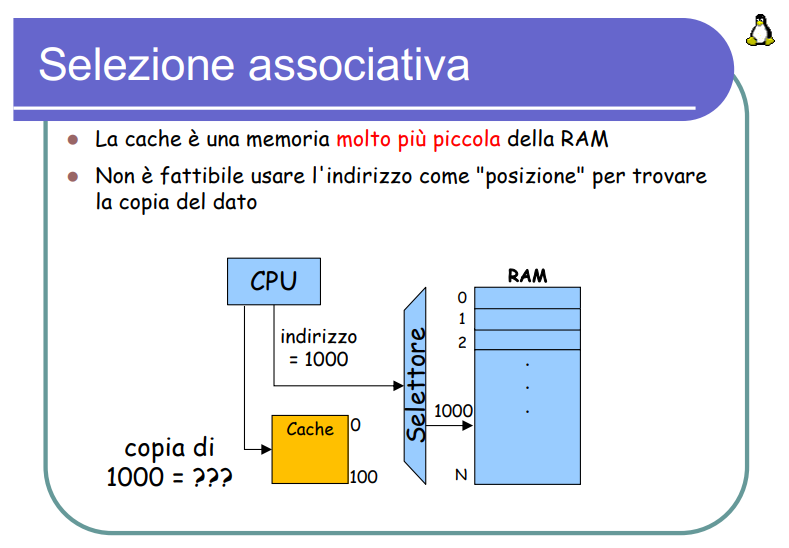 Selezione associativa
La cache è una memoria molto più piccola della RAM
Non è fattibile usare l'indirizzo come "posizione" per trovare
la copia del dato
CPU
RAM
0
1
2
indirizzo
= 1000
Selettore
.
.
.
1000
Cache
0
copia di
1000 = ???
100
N